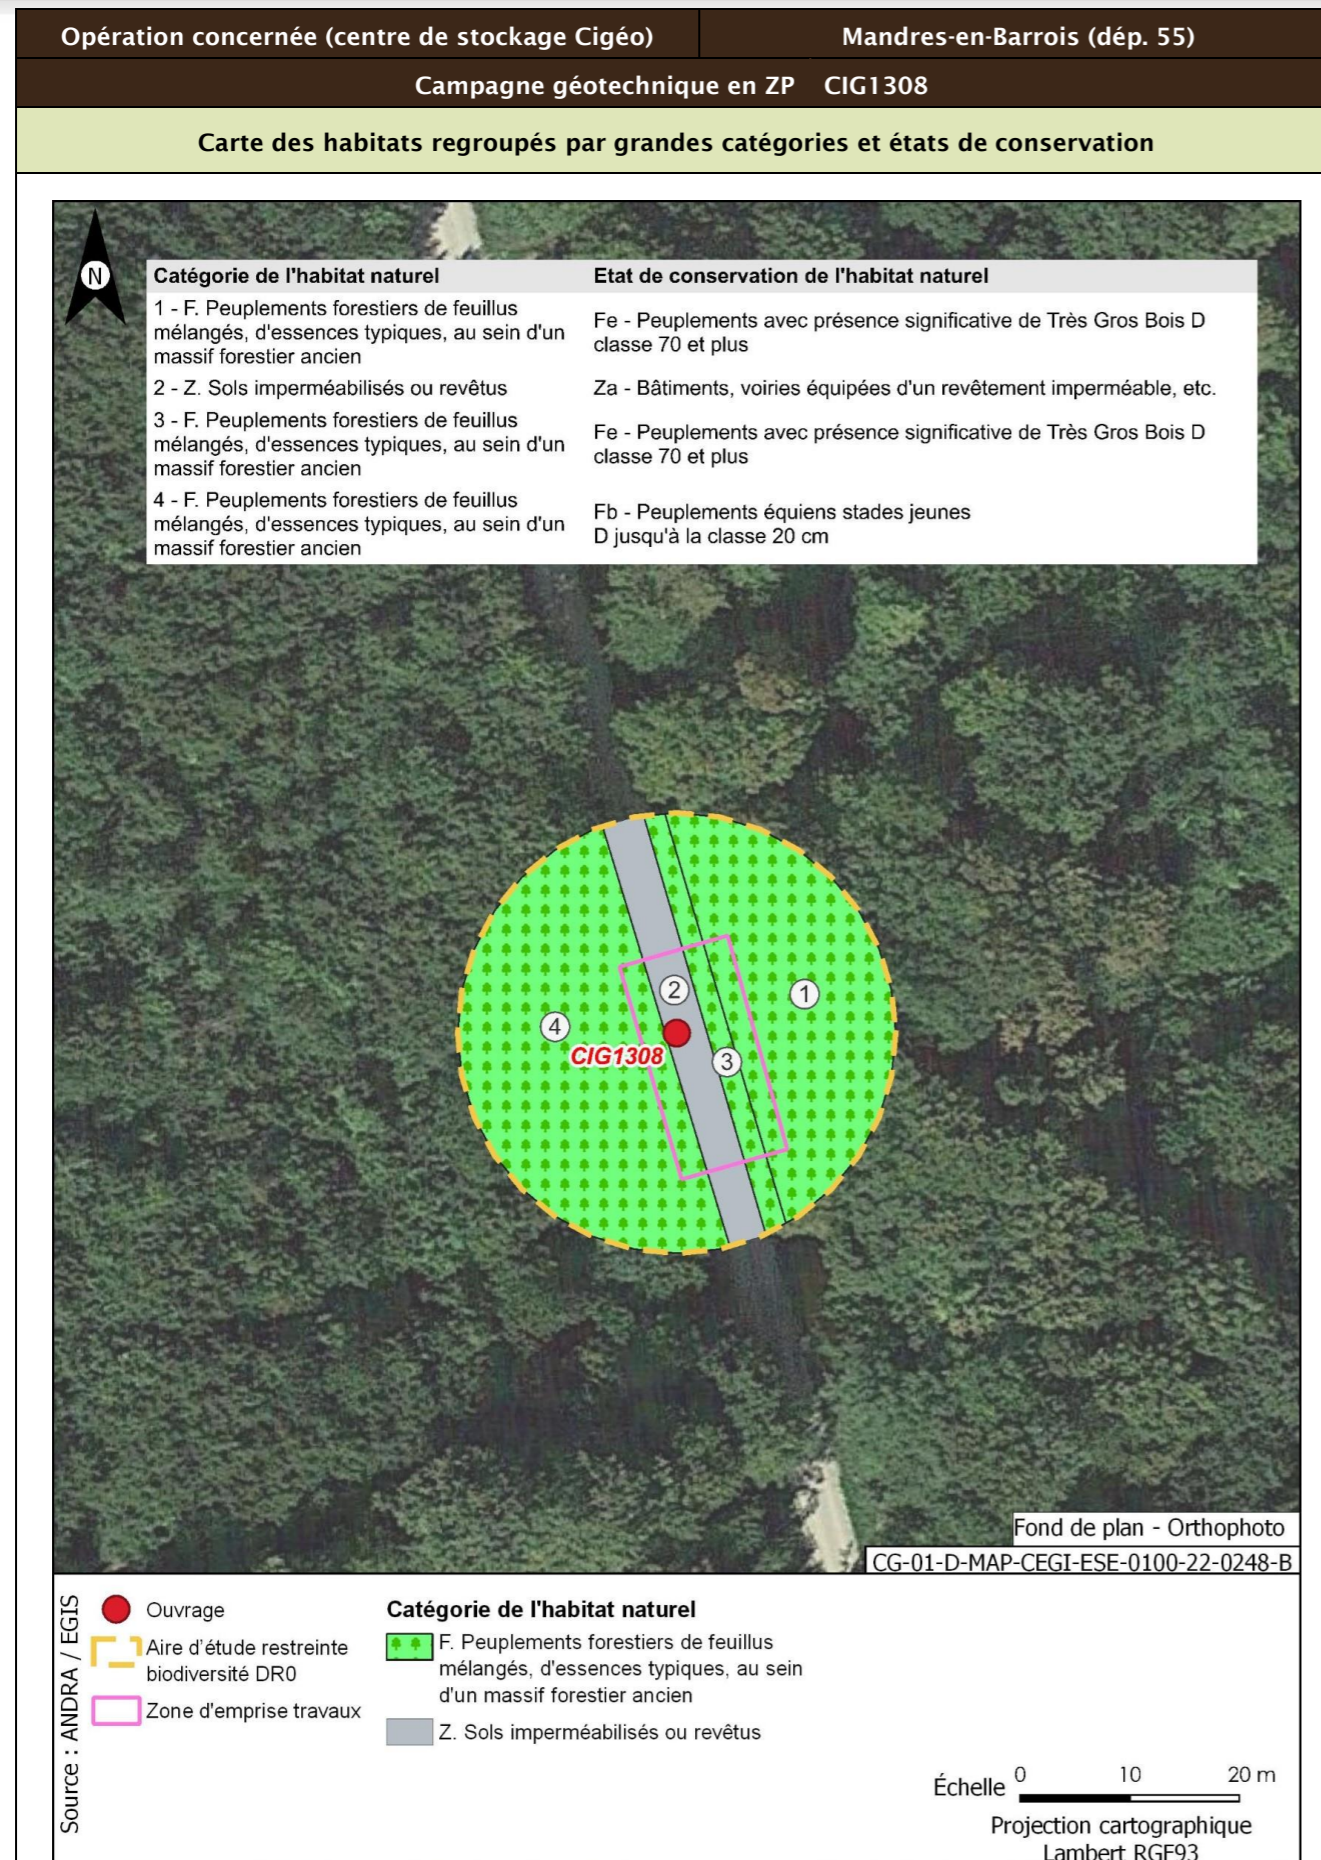 Opération concernée (centre de stockage Cigéo)
Mandres-en-Barrois (dép. 55)
Campagne géotechnique en ZP CIG1308
Carte des habitats regroupés par grandes catégories et états de conservation
N
Catégorie de l'habitat naturel
Etat de conservation de l'habitat naturel
1 - F. Peuplements forestiers de feuillus
mélangés, d'essences typiques, au sein d'un
massif forestier ancien
Fe - Peuplements avec présence significative de Très Gros Bois D
classe 70 et plus
2 - Z. Sols imperméabilisés ou revêtus
Za - Bâtiments, voiries équipées d'un revêtement imperméable, etc.
3 - F. Peuplements forestiers de feuillus
mélangés, d'essences typiques, au sein d'un
massif forestier ancien
Fe - Peuplements avec présence significative de Très Gros Bois D
classe 70 et plus
4 - F. Peuplements forestiers de feuillus
mélangés, d'essences typiques, au sein d'un
massif forestier ancien
Fb - Peuplements équiens stades jeunes
D jusqu'à la classe 20 cm
2
1
4
CIG1308
3
Fond de plan - Orthophoto
CG-01-D-MAP-CEGI-ESE-0100-22-0248-B
Source : ANDRA / EGIS
Ouvrage
Aire d'étude restreinte
biodiversité DR0
Zone d'emprise travaux
Catégorie de l'habitat naturel
F. Peuplements forestiers de feuillus
mélangés, d'essences typiques, au sein
d'un massif forestier ancien
Z. Sols imperméabilisés ou revêtus
Échelle 0 10 20 m
Projection cartographique
Lambert RGF93